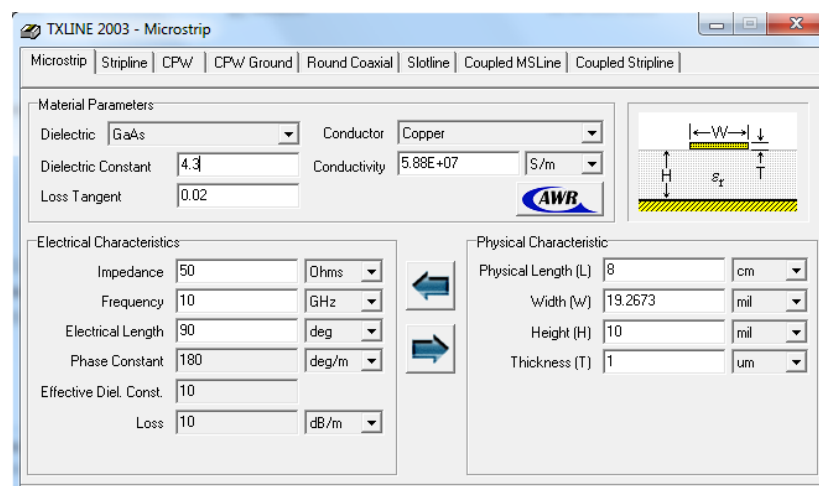 TXLINE 2003 - Microstrip
Microstrip Stripline CPW CPW Ground Round Coaxial Slotline Coupled MSLine Coupled Stripline
Material Parameters
Dielectric GaAs Conductor Copper
Dielectric Constant 4.3 Conductivity 5.88E+07 S/m
Loss Tangent 0.02 AWR
W
H εr T
Electrical Characteristics
Impedance 50 Ohms
Frequency 10 GHz
Electrical Length 90 deg
Phase Constant 180 deg/m
Effective Diel. Const. 10
Loss 10 dB/m
Physical Characteristic
Physical Length (L) 8 cm
Width (W) 19.2673 mil
Height (H) 10 mil
Thickness (T) 1 um